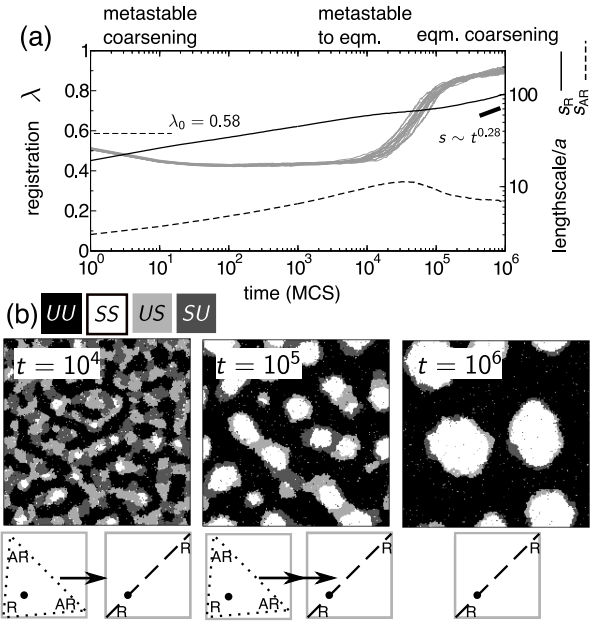 metastable coarsening
metastable to eqm.
eqm. coarsening
(a)
registration λ
1
0.8
0.6
0.4
0.2
0
λ₀ = 0.58
s ~ t^0.28
100
10
lengthscale/a
s_R
s_AR
10^0 10^1 10^2 10^3 10^4 10^5 10^6
time (MCS)
(b) UU SS US SU
t = 10^4 t = 10^5 t = 10^6
AR R AR R R
AR R AR R R
R R